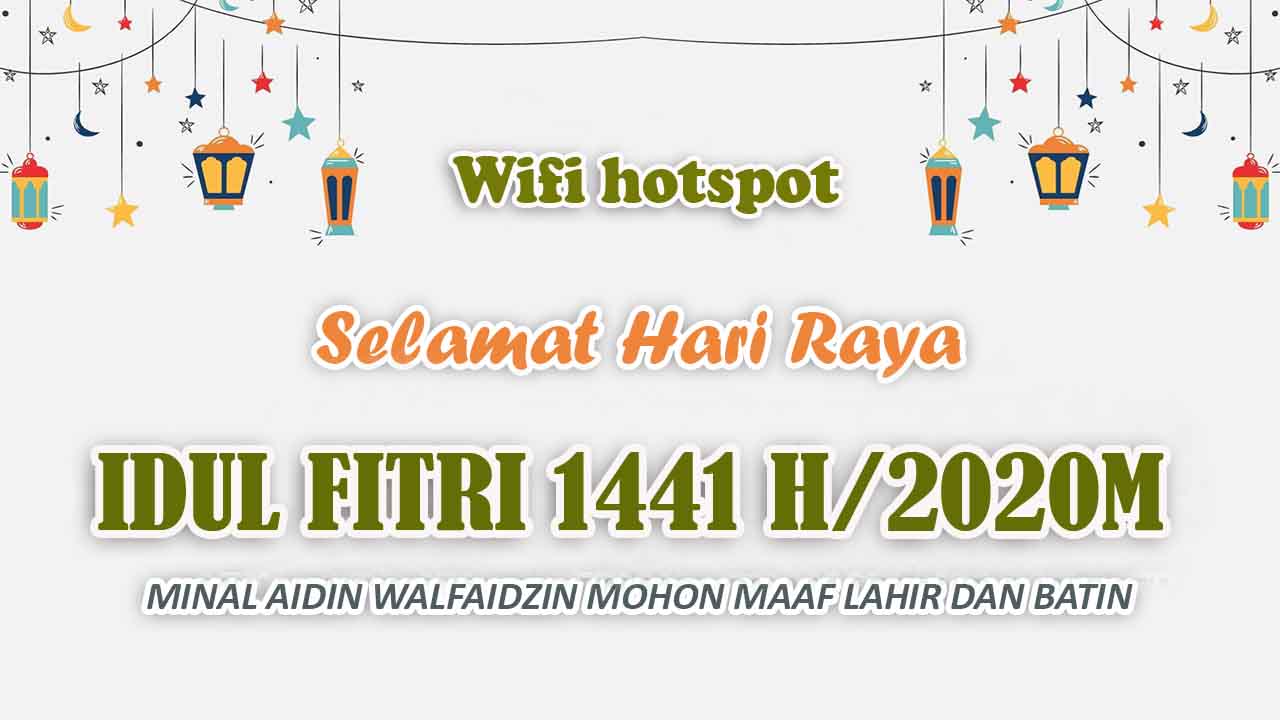 Wifi hotspot
Selamat Hari Raya
IDUL FITRI 1441 H/2020M
MINAL AIDIN WALFAIDZIN MOHON MAAF LAHIR DAN BATIN